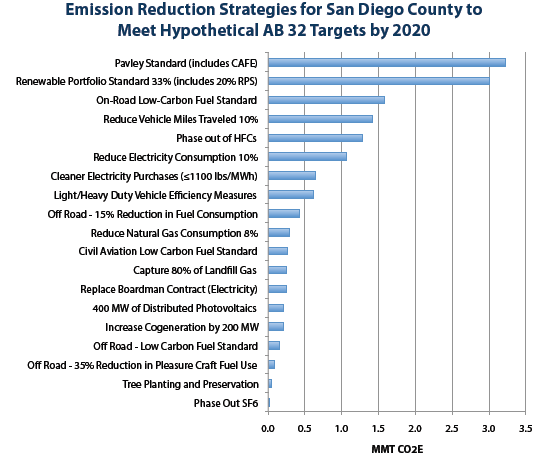 Emission Reduction Strategies for San Diego County to
Meet Hypothetical AB 32 Targets by 2020
Pavley Standard (includes CAFE)
Renewable Portfolio Standard 33% (includes 20% RPS)
On-Road Low-Carbon Fuel Standard
Reduce Vehicle Miles Traveled 10%
Phase out of HFCs
Reduce Electricity Consumption 10%
Cleaner Electricity Purchases (≤1100 lbs/MWh)
Light/Heavy Duty Vehicle Efficiency Measures
Off Road - 15% Reduction in Fuel Consumption
Reduce Natural Gas Consumption 8%
Civil Aviation Low Carbon Fuel Standard
Capture 80% of Landfill Gas
Replace Boardman Contract (Electricity)
400 MW of Distributed Photovoltaics
Increase Cogeneration by 200 MW
Off Road - Low Carbon Fuel Standard
Off Road - 35% Reduction in Pleasure Craft Fuel Use
Tree Planting and Preservation
Phase Out SF6
0.0 0.5 1.0 1.5 2.0 2.5 3.0 3.5
MMT CO2E